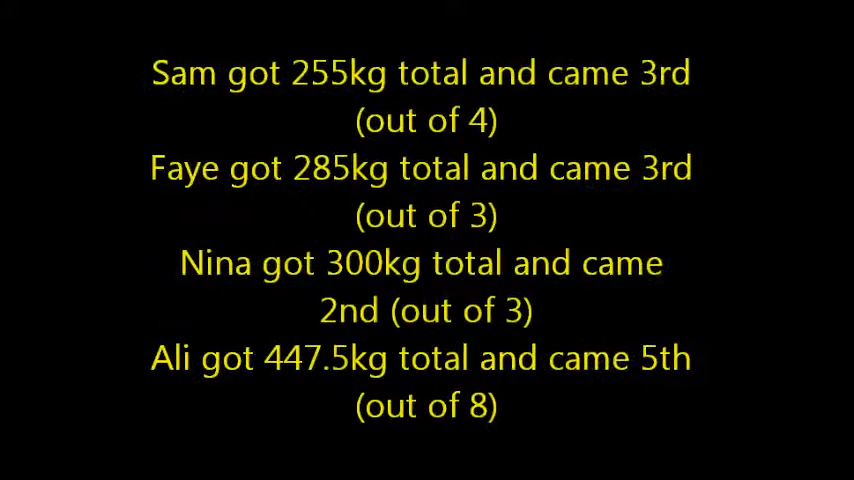 Sam got 255kg total and came 3rd
(out of 4)
Faye got 285kg total and came 3rd
(out of 3)
Nina got 300kg total and came
2nd (out of 3)
Ali got 447.5kg total and came 5th
(out of 8)